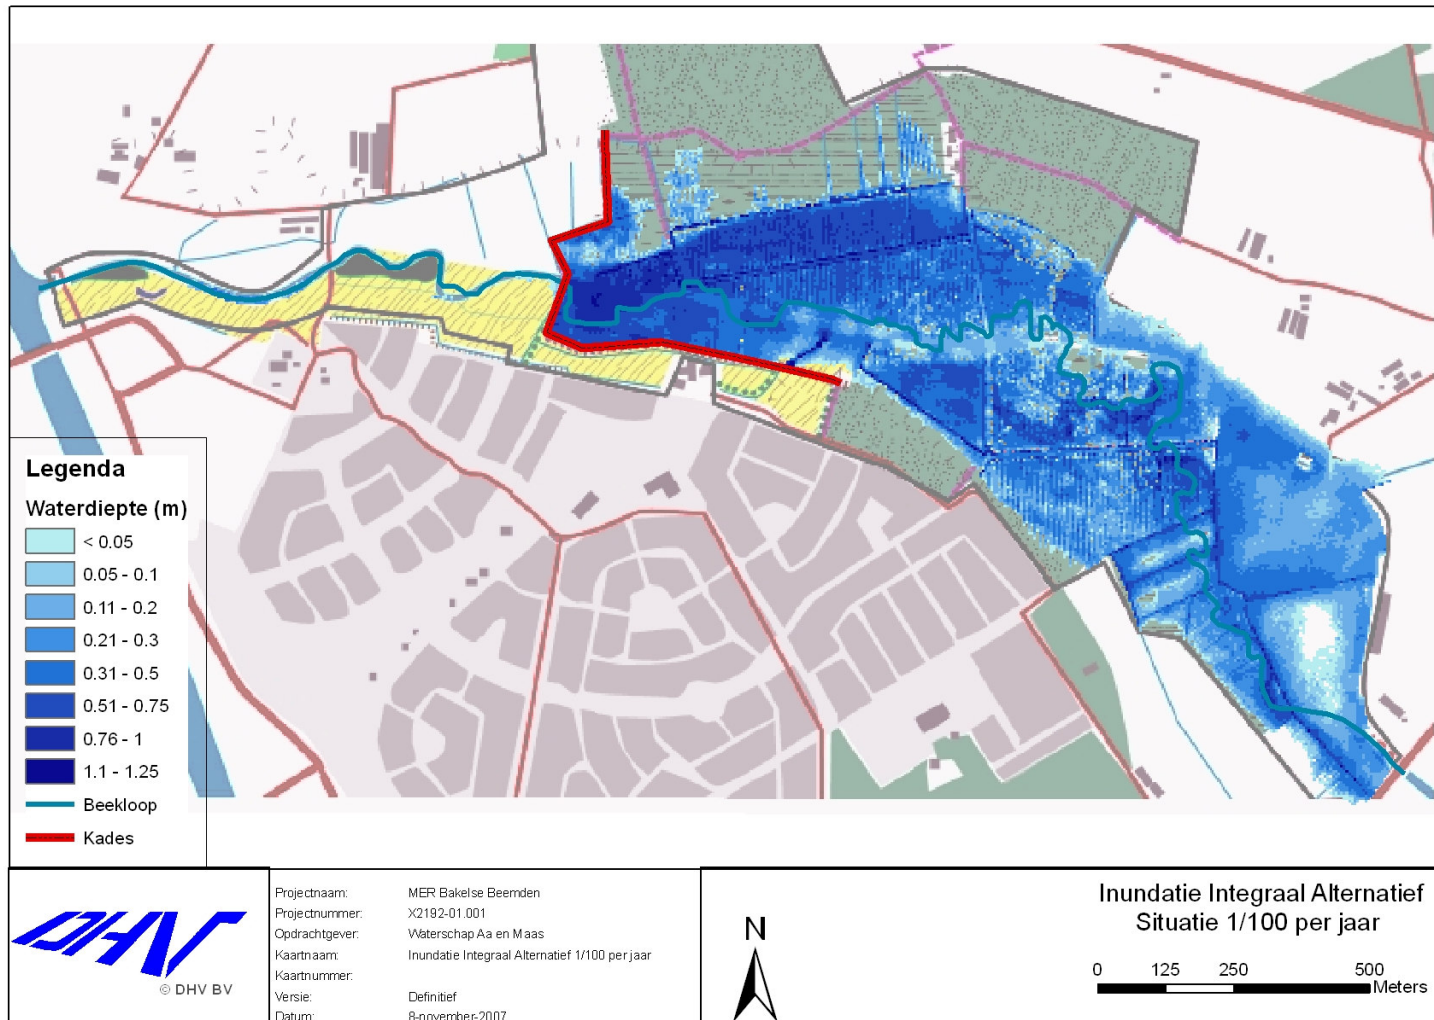 Legenda
Waterdiepte (m)
< 0.05
0.05 - 0.1
0.11 - 0.2
0.21 - 0.3
0.31 - 0.5
0.51 - 0.75
0.76 - 1
1.1 - 1.25
Beekloop
Kades
DHV
© DHV BV
Projectnaam: MER Bakelse Beemden
Projectnummer: X2192-01.001
Opdrachtgever: Waterschap Aa en Maas
Kaartnaam: Inundatie Integraal Alternatief 1/100 per jaar
Kaartnummer:
Versie: Definitief
Datum: 8-november-2007
N
Inundatie Integraal Alternatief
Situatie 1/100 per jaar
0 125 250 500
Meters